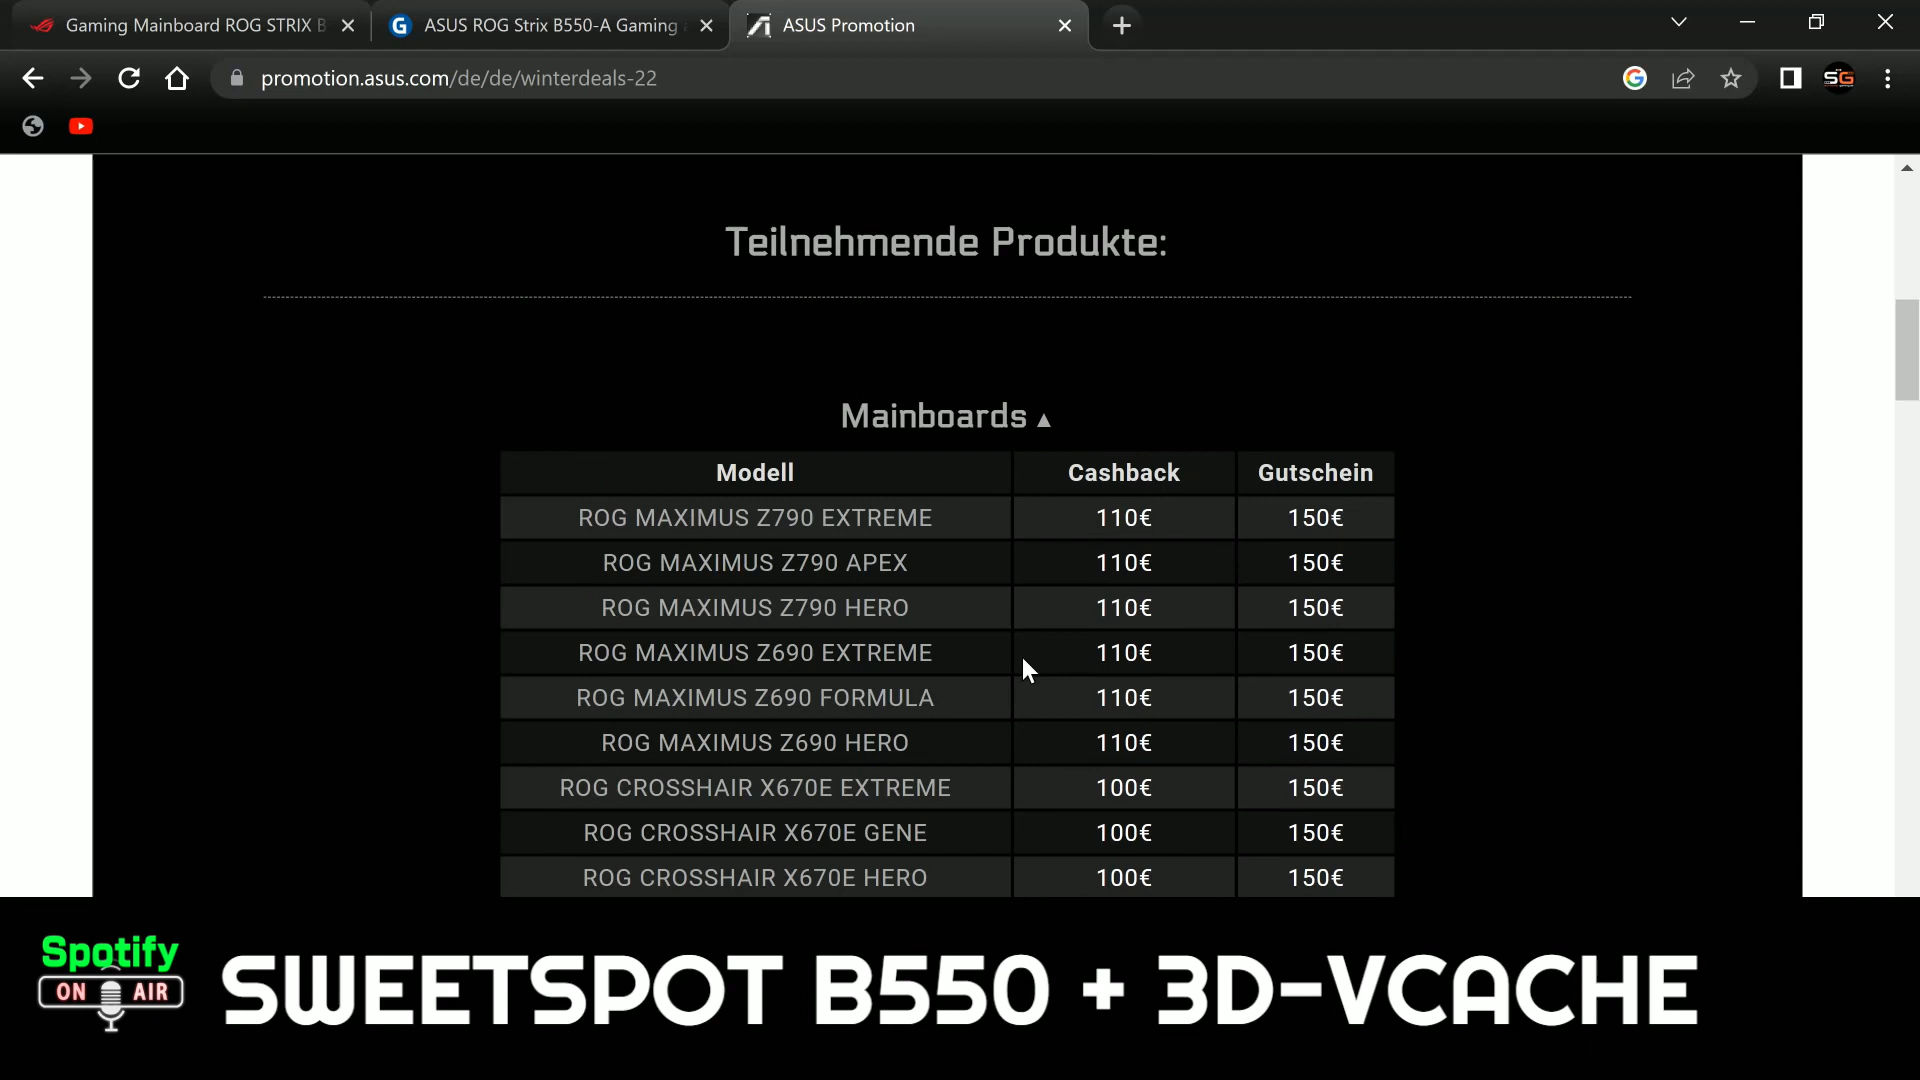 Gaming Mainboard ROG STRIX B
ASUS ROG Strix B550-A Gaming
ASUS Promotion
promotion.asus.com/de/de/winterdeals-22
SG
Teilnehmende Produkte:
Mainboards ▲
Modell Cashback Gutschein
ROG MAXIMUS Z790 EXTREME 110€ 150€
ROG MAXIMUS Z790 APEX 110€ 150€
ROG MAXIMUS Z790 HERO 110€ 150€
ROG MAXIMUS Z690 EXTREME 110€ 150€
ROG MAXIMUS Z690 FORMULA 110€ 150€
ROG MAXIMUS Z690 HERO 110€ 150€
ROG CROSSHAIR X670E EXTREME 100€ 150€
ROG CROSSHAIR X670E GENE 100€ 150€
ROG CROSSHAIR X670E HERO 100€ 150€
Spotify
ON AIR
SWEETSPOT B550 + 3D-VCACHE